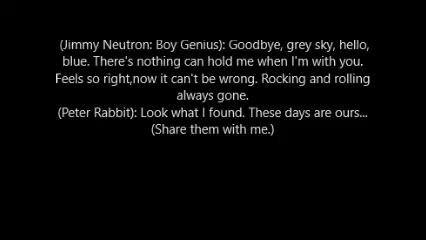 (Jimmy Neutron: Boy Genius): Goodbye, grey sky, hello,
blue. There's nothing can hold me when I'm with you.
Feels so right,now it can't be wrong. Rocking and rolling
always gone.
(Peter Rabbit): Look what I found. These days are ours...
(Share them with me.)